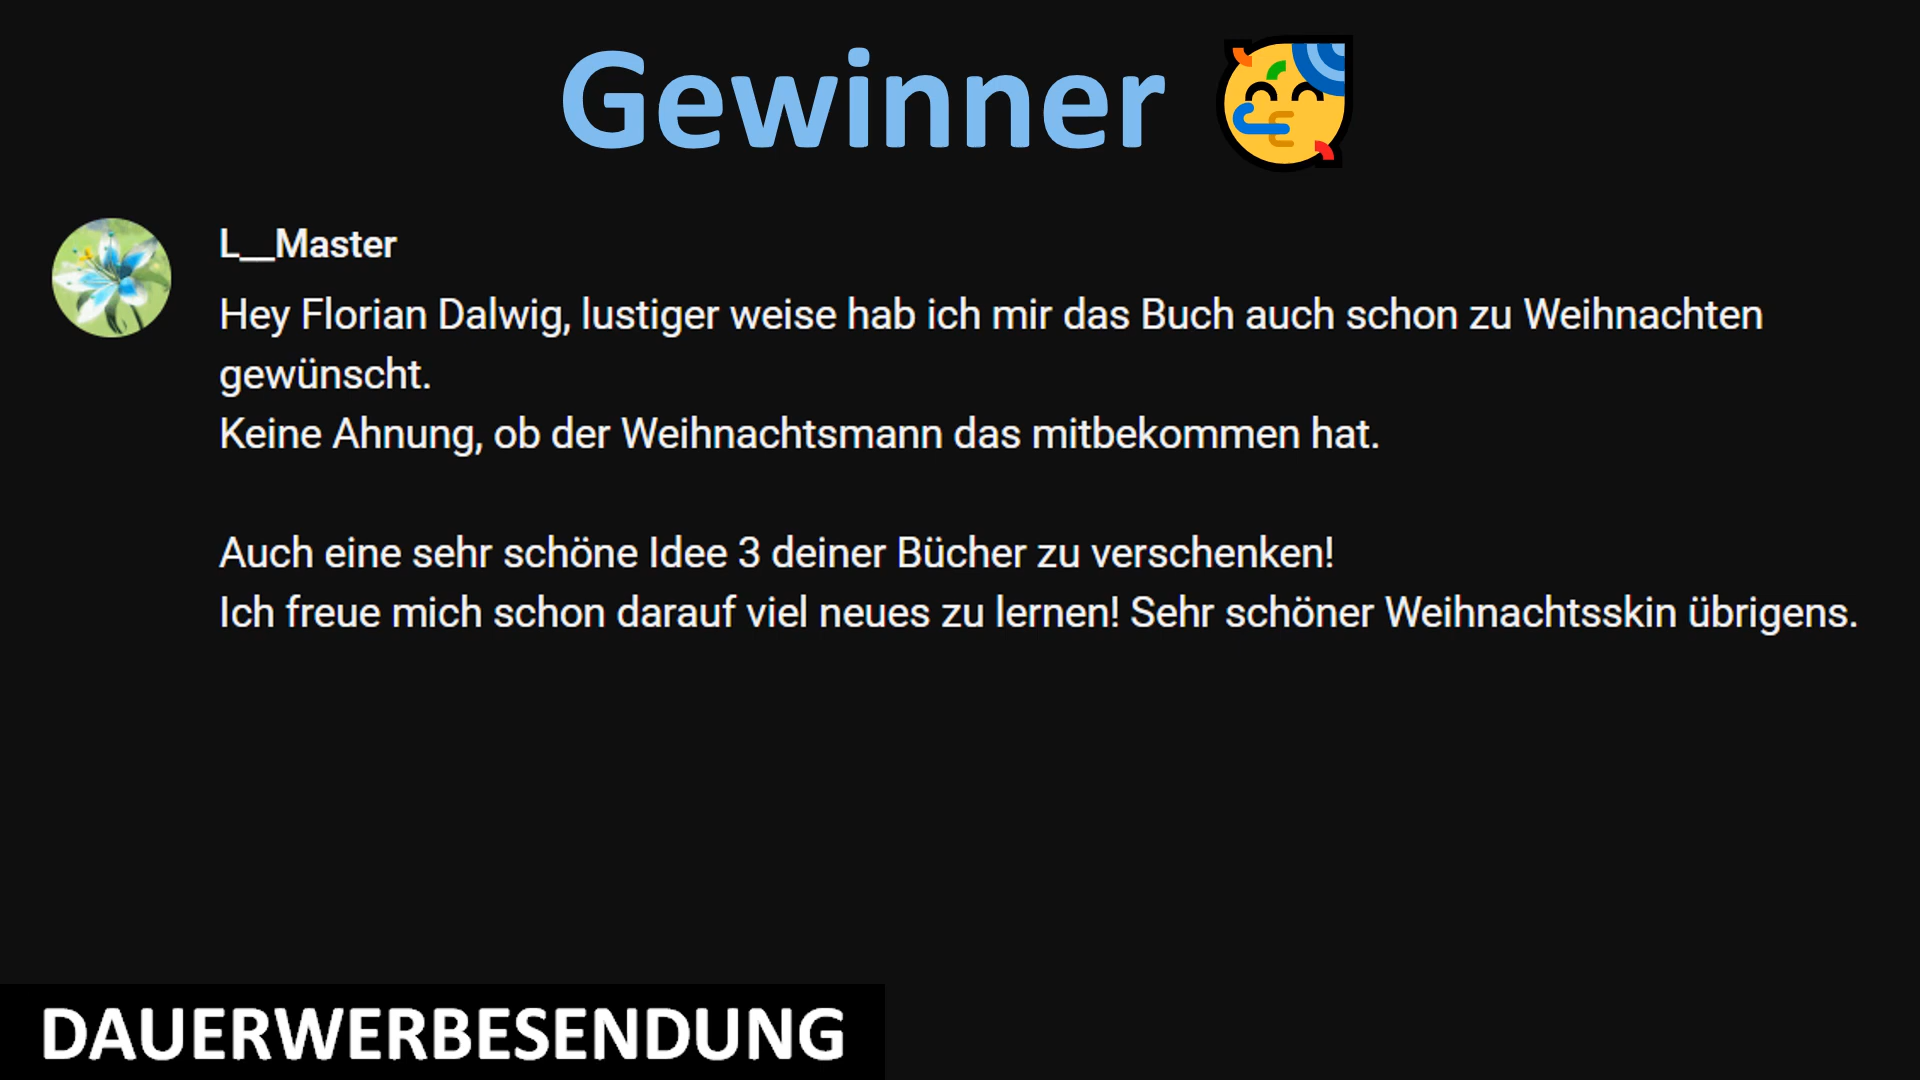 Gewinner 🥳
L__Master
Hey Florian Dalwig, lustiger weise hab ich mir das Buch auch schon zu Weihnachten
gewünscht.
Keine Ahnung, ob der Weihnachtsmann das mitbekommen hat.
Auch eine sehr schöne Idee 3 deiner Bücher zu verschenken!
Ich freue mich schon darauf viel neues zu lernen! Sehr schöner Weihnachtsskin übrigens.
DAUERWERBESENDUNG